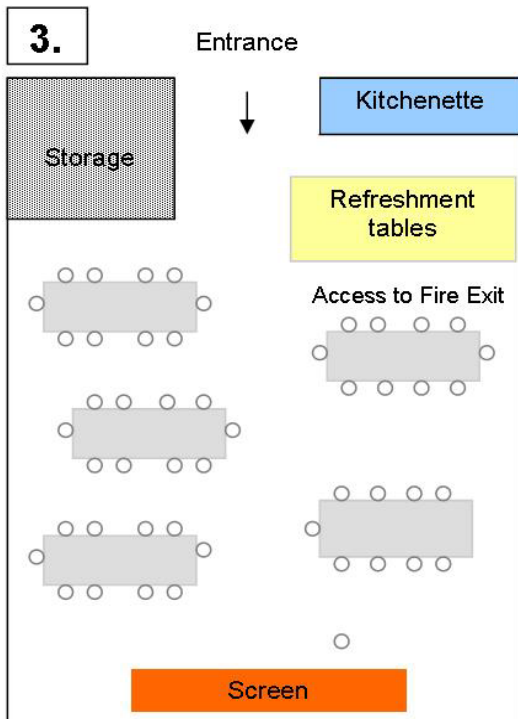 3.
Entrance
Kitchenette
Storage
Refreshment
tables
Access to Fire Exit
Screen